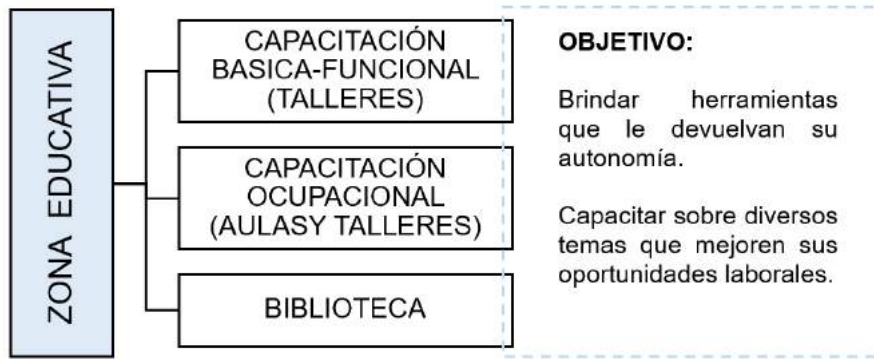 ZONA EDUCATIVA
CAPACITACIÓN
BASICA-FUNCIONAL
(TALLERES)
CAPACITACIÓN
OCUPACIONAL
(AULASY TALLERES)
BIBLIOTECA
OBJETIVO:
Brindar herramientas
que le devuelvan su
autonomía.
Capacitar sobre diversos
temas que mejoren sus
oportunidades laborales.